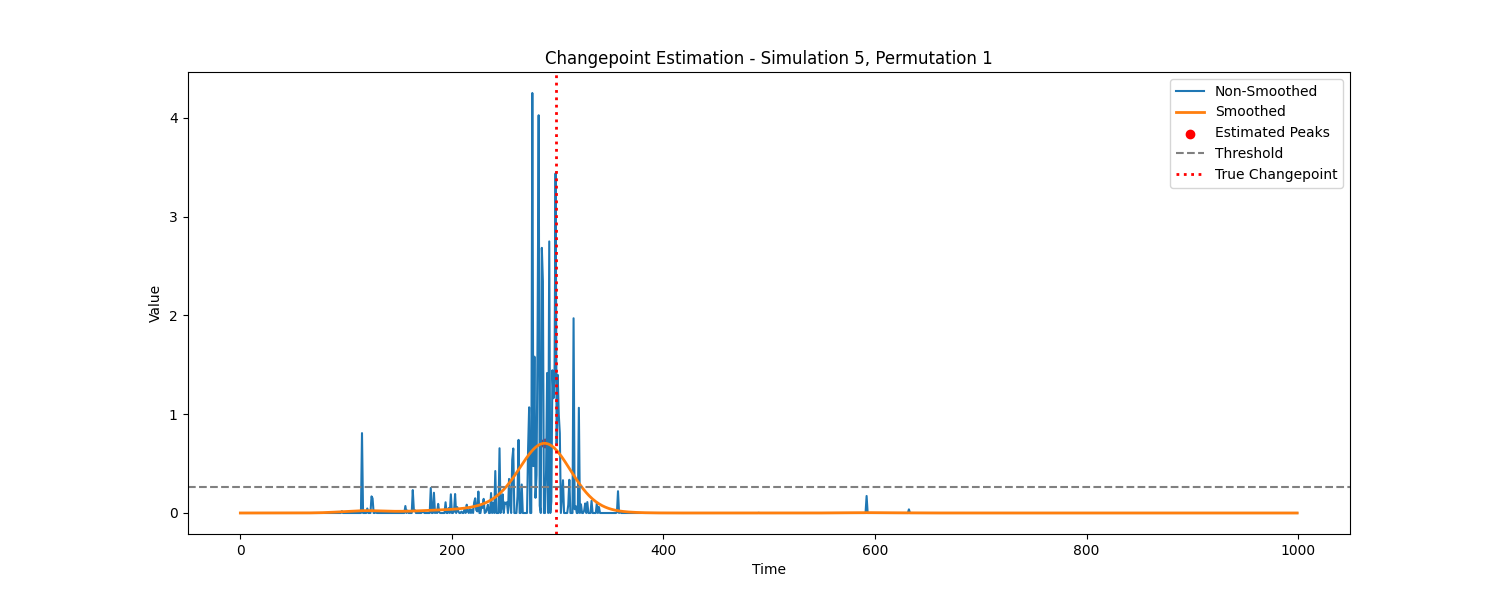 Changepoint Estimation - Simulation 5, Permutation 1
Non-Smoothed
Smoothed
Estimated Peaks
Threshold
True Changepoint
Value
4
3
2
1
0
0
200
400
600
800
1000
Time